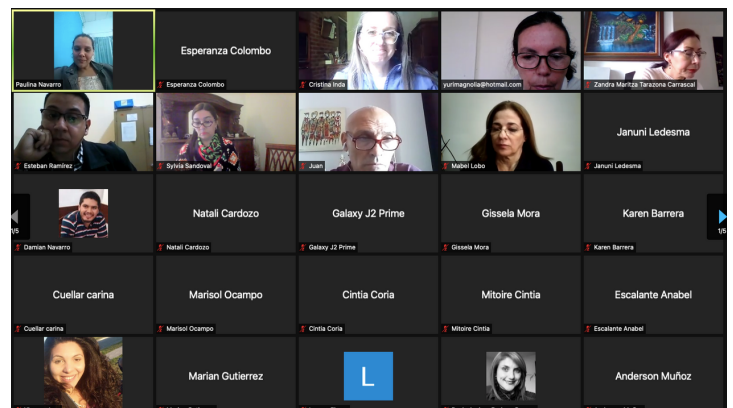 Esperanza Colombo
Paulina Navarro
Esperanza Colombo
Cristina Inda
yurimagnolia@hotmail.com
Zandra Maritza Tarazona Carrascal
Januni Ledesma
Esteban Ramírez
Sylvia Sandoval
Juan
Mabel Lobo
Januni Ledesma
Natali Cardozo
Galaxy J2 Prime
Gissela Mora
Karen Barrera
1/5
1/5
Damian Navarro
Natali Cardozo
Galaxy J2 Prime
Gissela Mora
Karen Barrera
Cuellar carina
Marisol Ocampo
Cintia Coria
Mitoire Cintia
Escalante Anabel
Cuellar carina
Marisol Ocampo
Cintia Coria
Mitoire Cintia
Escalante Anabel
Marian Gutierrez
L
Anderson Muñoz